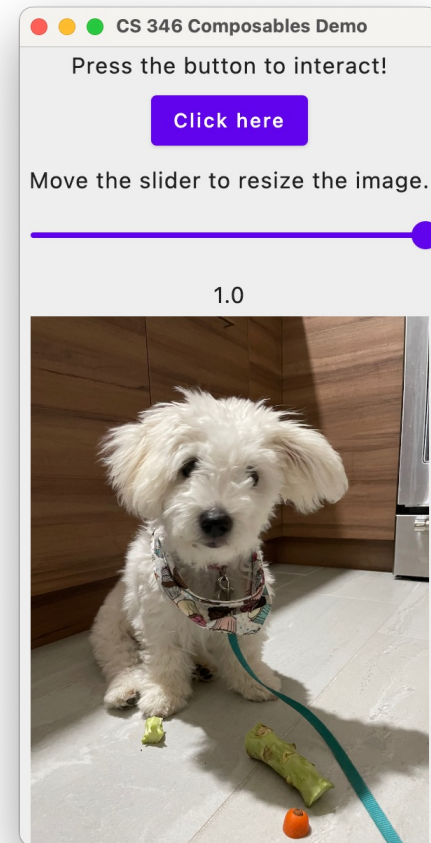 CS 346 Composables Demo
Press the button to interact!
Click here
Move the slider to resize the image.
1.0